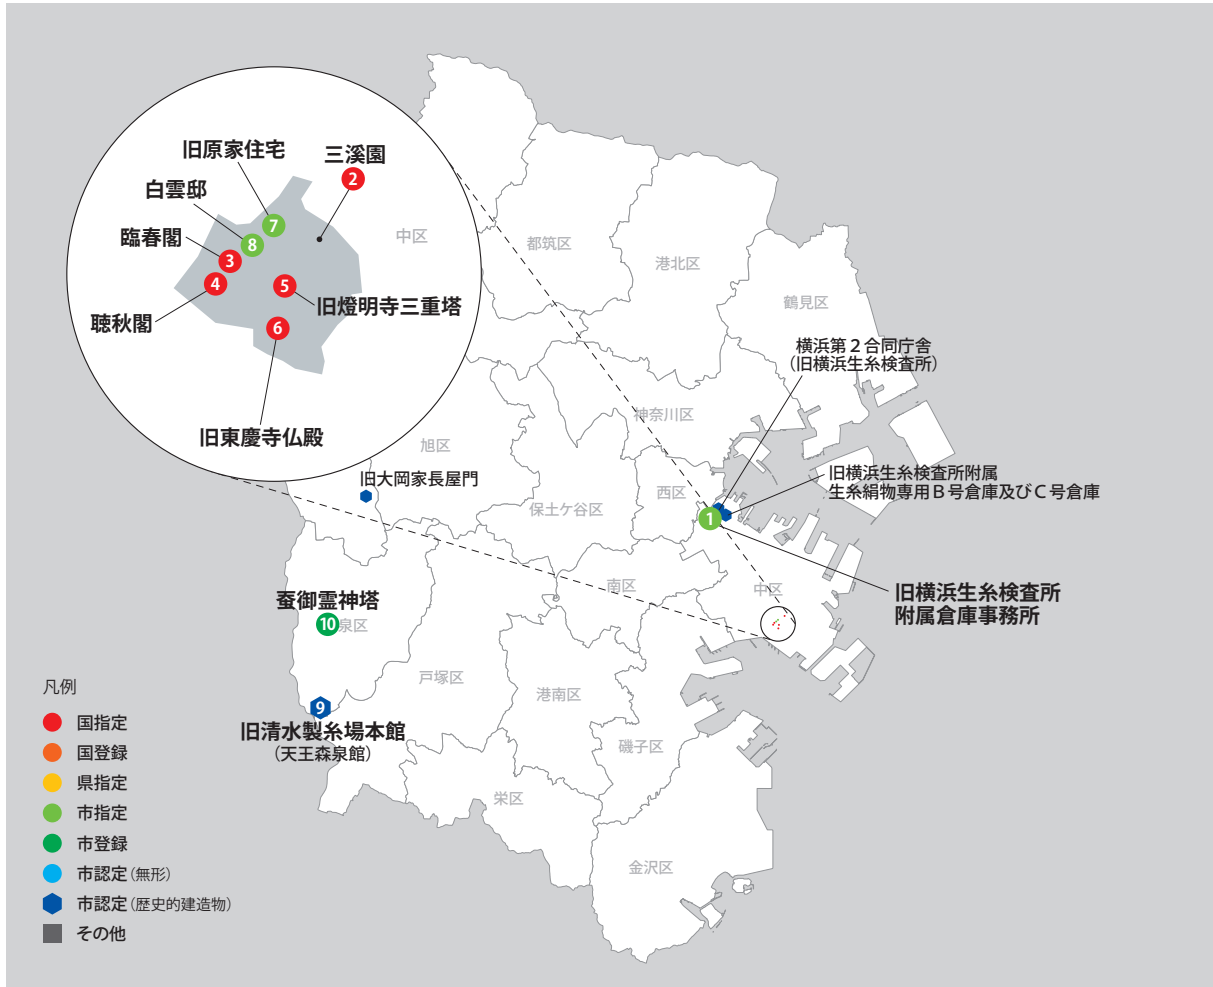 旧原家住宅
三溪園
2
白雲邸
7
臨春閣
8
3
4
5
聴秋閣
旧燈明寺三重塔
6
旧東慶寺仏殿
中区
都筑区
港北区
鶴見区
横浜第2合同庁舎
(旧横浜生糸検査所)
神奈川区
旭区
旧大岡家長屋門
西区
保土ケ谷区
旧横浜生糸検査所附属
生糸絹物専用B号倉庫及びC号倉庫
1
南区
中区
旧横浜生糸検査所
附属倉庫事務所
蚕御霊神塔
10
泉区
戸塚区
港南区
9
旧清水製糸場本館
(天王森泉館)
磯子区
栄区
金沢区
凡例
国指定
国登録
県指定
市指定
市登録
市認定(無形)
市認定(歴史的建造物)
その他